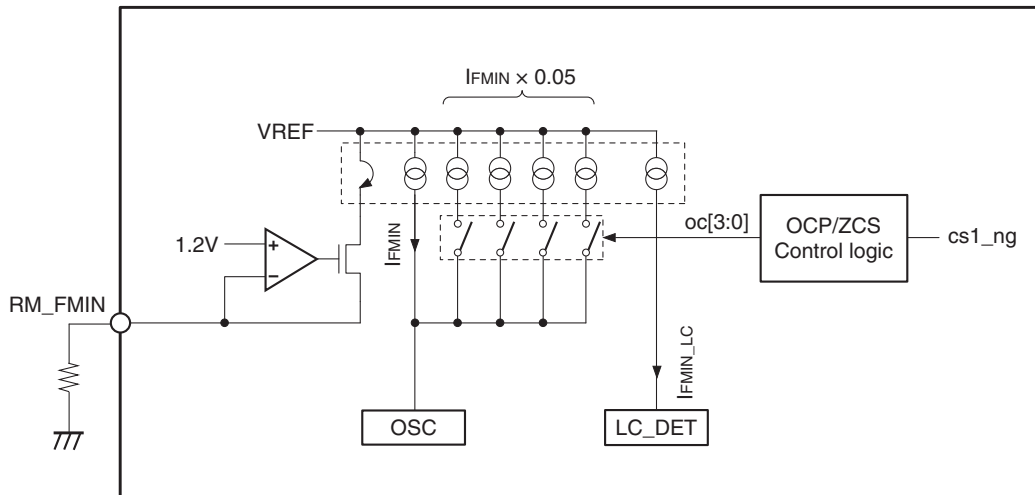 IFMIN × 0.05
VREF
1.2V
+
−
IFMIN
oc[3:0]
OCP/ZCS
Control logic
cs1_ng
RM_FMIN
IFMIN_LC
OSC
LC_DET